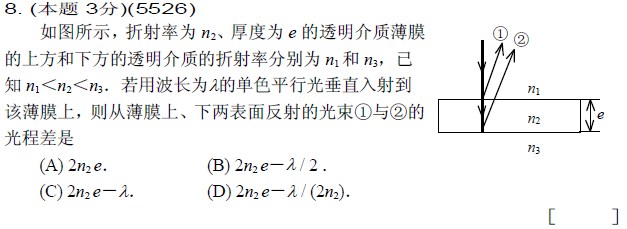 8. (本题 3分)(5526)
如图所示，折射率为 n₂、厚度为 e 的透明介质薄膜
的上方和下方的透明介质的折射率分别为 n₁ 和 n₃，已
知 n₁＜n₂＜n₃．若用波长为λ的单色平行光垂直入射到
该薄膜上，则从薄膜上、下两表面反射的光束①与②的
光程差是
(A) 2n₂ e． (B) 2n₂ e－λ / 2 .
(C) 2n₂ e－λ． (D) 2n₂ e－λ / (2n₂).
[ ]
① ②
n₁
n₂ e
n₃